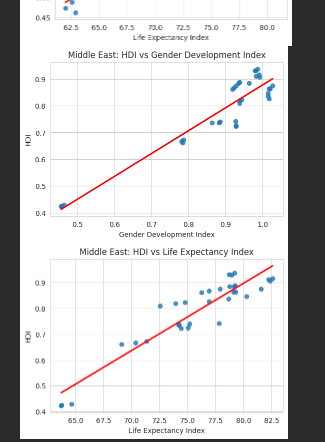 0.45
62.5 65.0 67.5 70.0 72.5 75.0 77.5 80.0
Life Expectancy Index
Middle East: HDI vs Gender Development Index
0.9
0.8
0.7
0.6
0.5
0.4
HDI
0.5 0.6 0.7 0.8 0.9 1.0
Gender Development Index
Middle East: HDI vs Life Expectancy Index
0.9
0.8
0.7
0.6
0.5
0.4
HDI
65.0 67.5 70.0 72.5 75.0 77.5 80.0 82.5
Life Expectancy Index